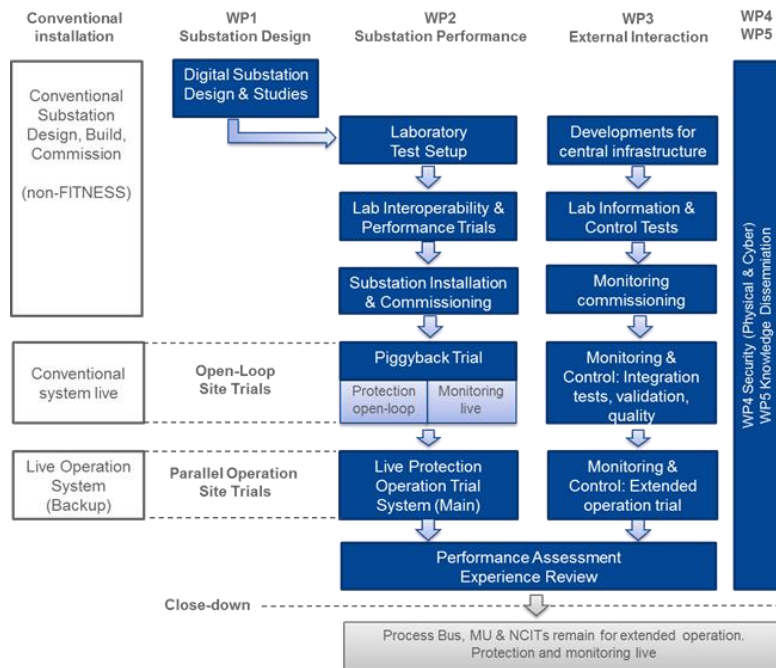 Conventional
installation
WP1
Substation Design
WP2
Substation Performance
WP3
External Interaction
WP4
WP5
Conventional
Substation
Design, Build,
Commission
(non-FITNESS)
Digital Substation
Design & Studies
Laboratory
Test Setup
Developments for
central infrastructure
Lab Interoperability &
Performance Trials
Lab Information &
Control Tests
Substation Installation
& Commissioning
Monitoring
commissioning
Conventional
system live
Open-Loop
Site Trials
Piggyback Trial
Protection
open-loop
Monitoring
live
Monitoring &
Control: Integration
tests, validation,
quality
Live Operation
System
(Backup)
Parallel Operation
Site Trials
Live Protection
Operation Trial
System (Main)
Monitoring &
Control: Extended
operation trial
Performance Assessment
Experience Review
WP4 Security (Physical & Cyber)
WP5 Knowledge Dissemniation
Close-down
Process Bus, MU & NCITs remain for extended operation.
Protection and monitoring live